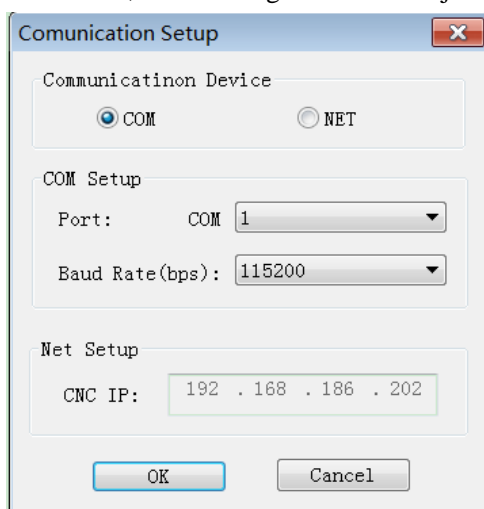 Comunication Setup
Communicatinon Device
COM NET
COM Setup
Port: COM 1
Baud Rate(bps): 115200
Net Setup
CNC IP: 192 . 168 . 186 . 202
OK Cancel